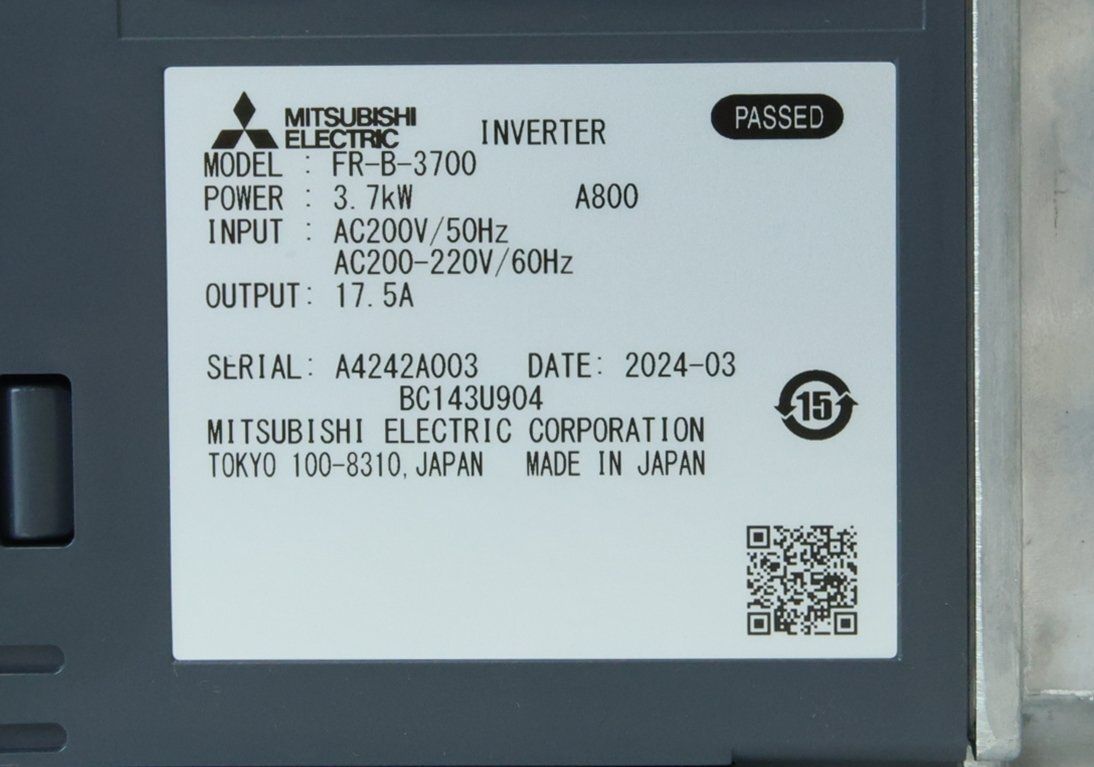 MITSUBISHI
ELECTRIC
INVERTER
PASSED
MODEL : FR-B-3700
POWER : 3.7kW A800
INPUT : AC200V/50Hz
AC200-220V/60Hz
OUTPUT: 17.5A
SERIAL: A4242A003 DATE: 2024-03
BC143U904
15
MITSUBISHI ELECTRIC CORPORATION
TOKYO 100-8310, JAPAN MADE IN JAPAN